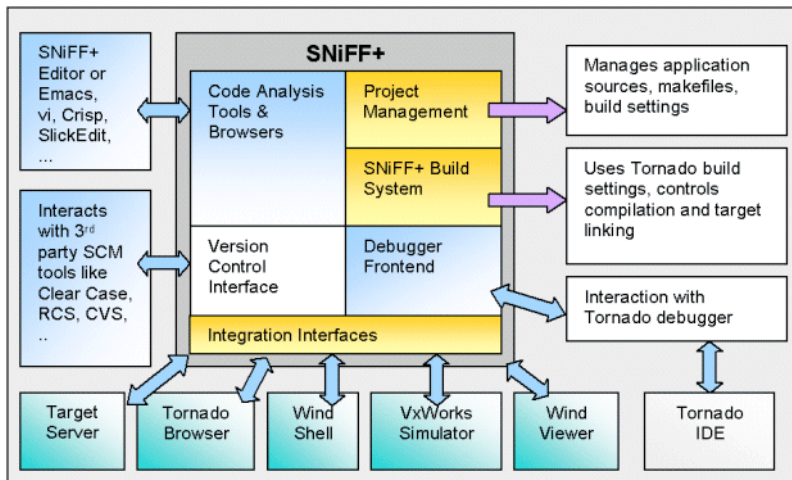 SNiFF+
SNiFF+
Editor or
Emacs,
vi, Crisp,
SlickEdit,
...
Code Analysis
Tools &
Browsers
Project
Management
Manages application
sources, makefiles,
build settings
SNiFF+ Build
System
Uses Tornado build
settings, controls
compilation and target
linking
Interacts
with 3rd
party SCM
tools like
Clear Case,
RCS, CVS,
..
Version
Control
Interface
Debugger
Frontend
Interaction with
Tornado debugger
Integration Interfaces
Target
Server
Tornado
Browser
Wind
Shell
VxWorks
Simulator
Wind
Viewer
Tornado
IDE